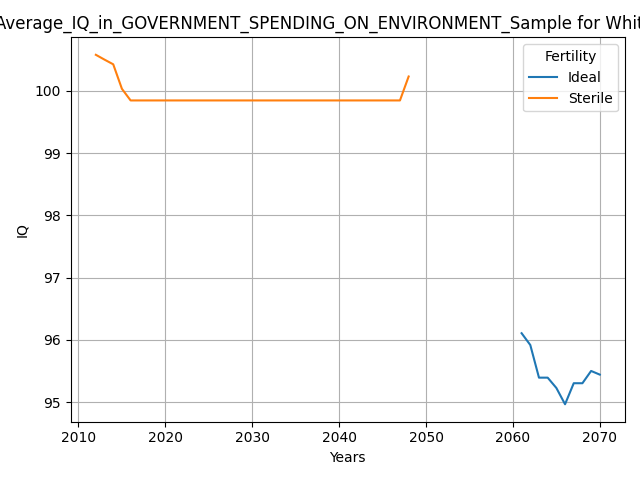 Average_IQ_in_GOVERNMENT_SPENDING_ON_ENVIRONMENT_Sample for Whit
Fertility
Ideal
Sterile
100
99
98
97
96
95
IQ
2010 2020 2030 2040 2050 2060 2070
Years